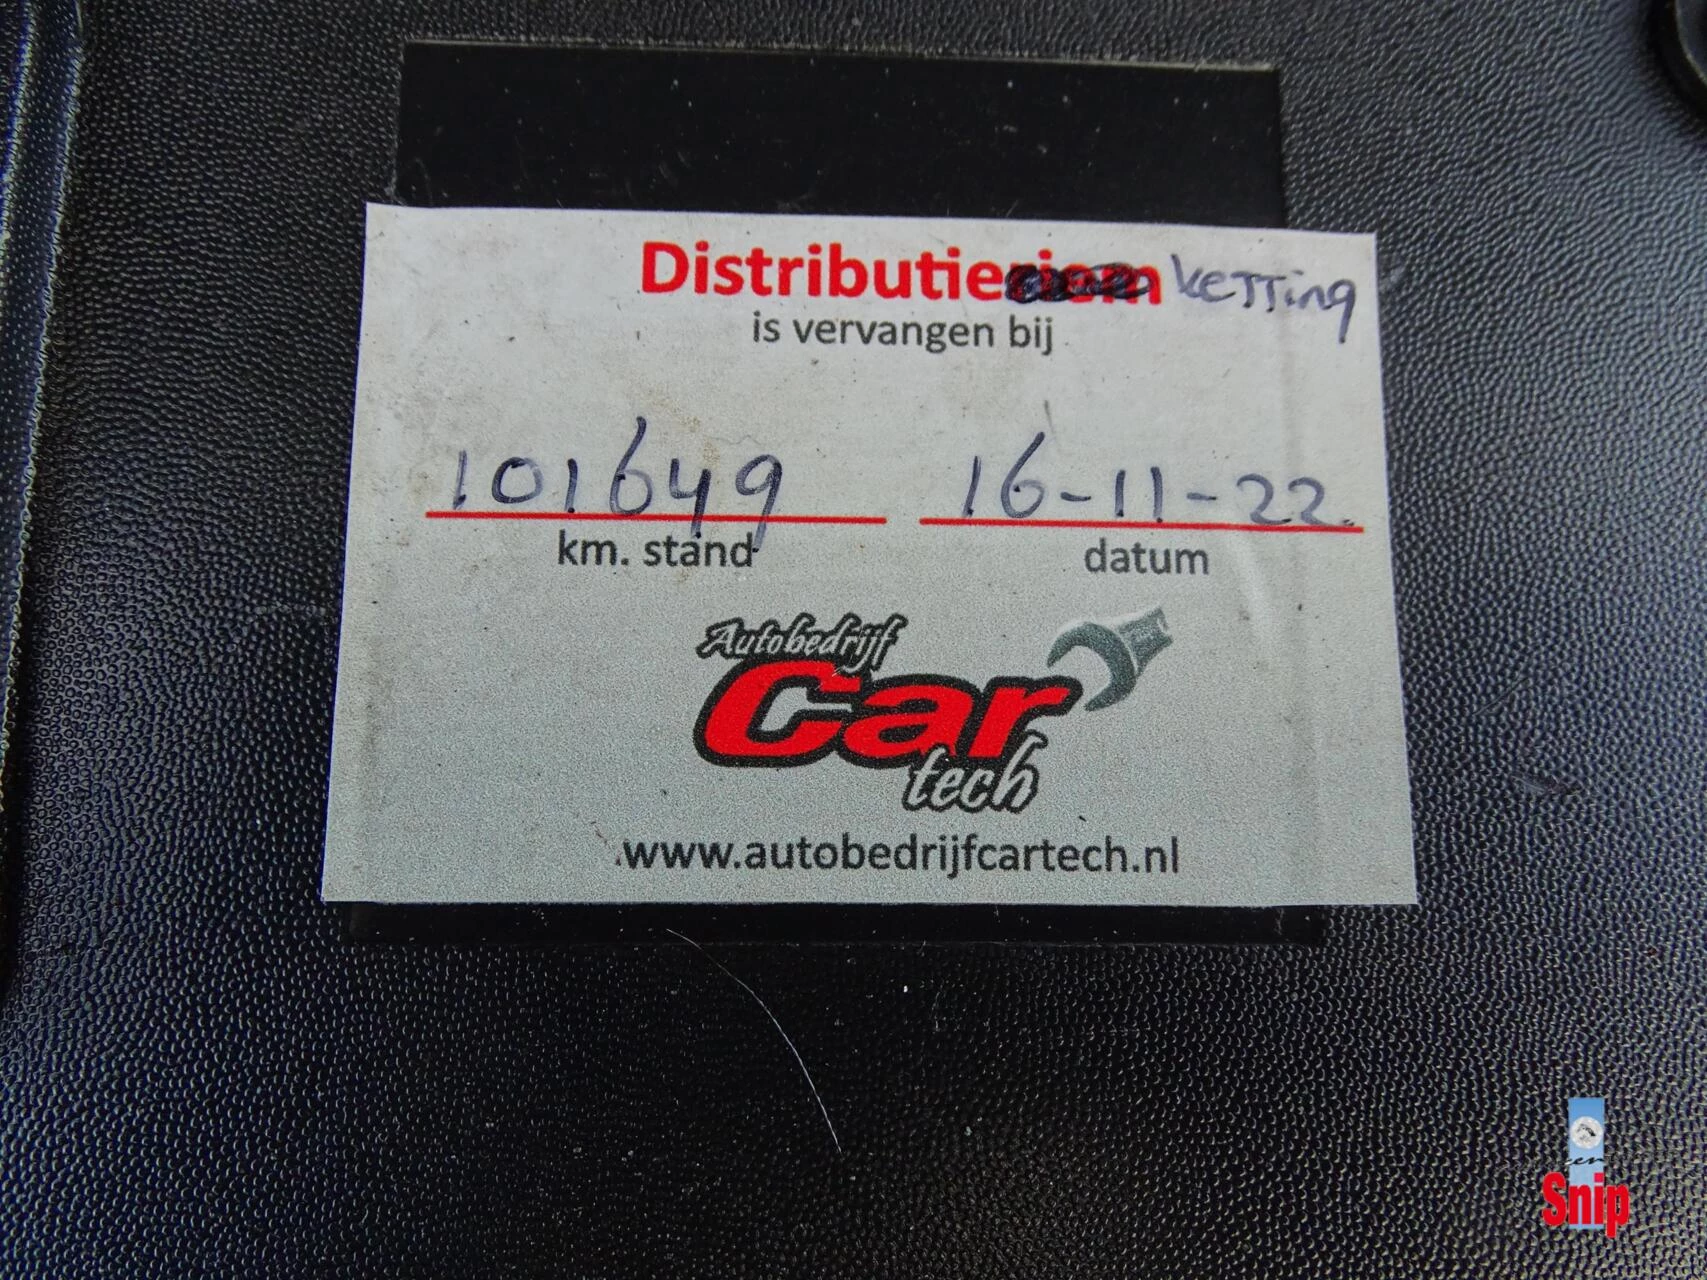 Distributieriem ketting
is vervangen bij
101649 16-11-22
km. stand datum
Autobedrijf
Car
tech
www.autobedrijfcartech.nl
Snip